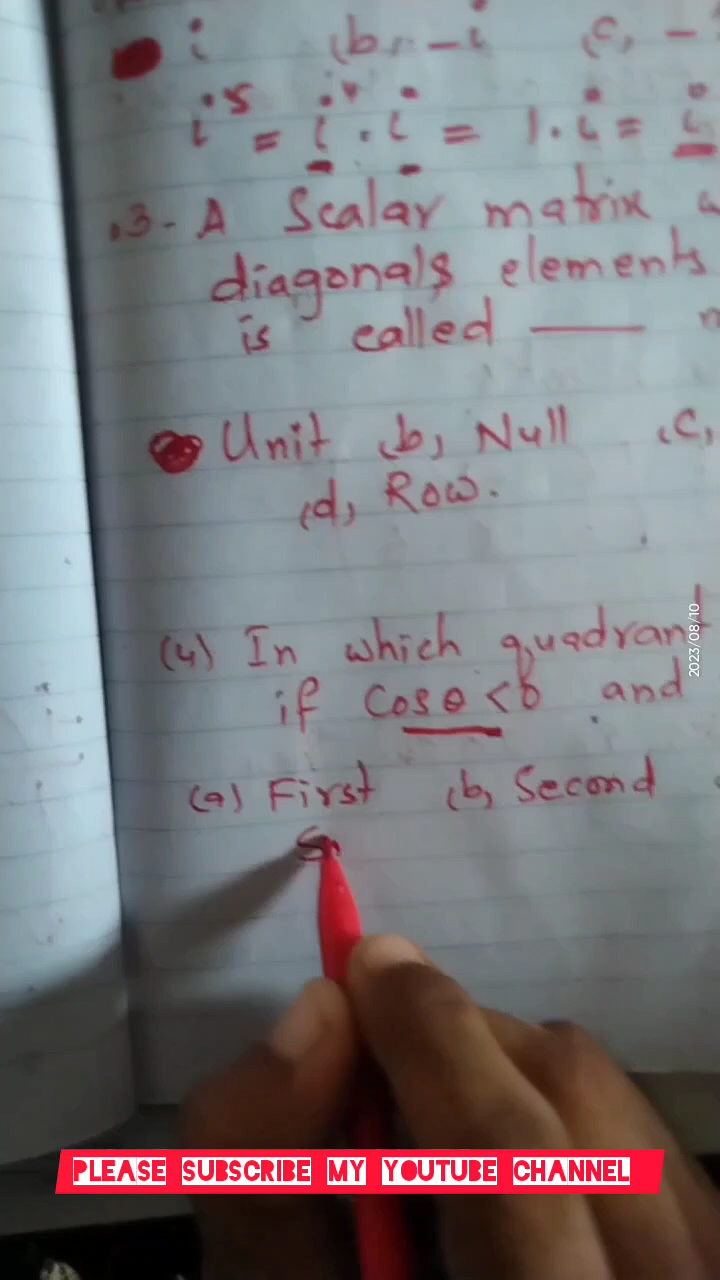 i (b, -i (c, -
i⁵ = i⁴ . i = 1 . i = i
.3- A Scalar matrix
diagonals elements
is called ——
Unit (b, Null (c,
(d, Row.
(4) In which quadrant
if Cosθ < 0 and
(a) First (b, Second
2023/08/10
PLEASE SUBSCRIBE MY YOUTUBE CHANNEL